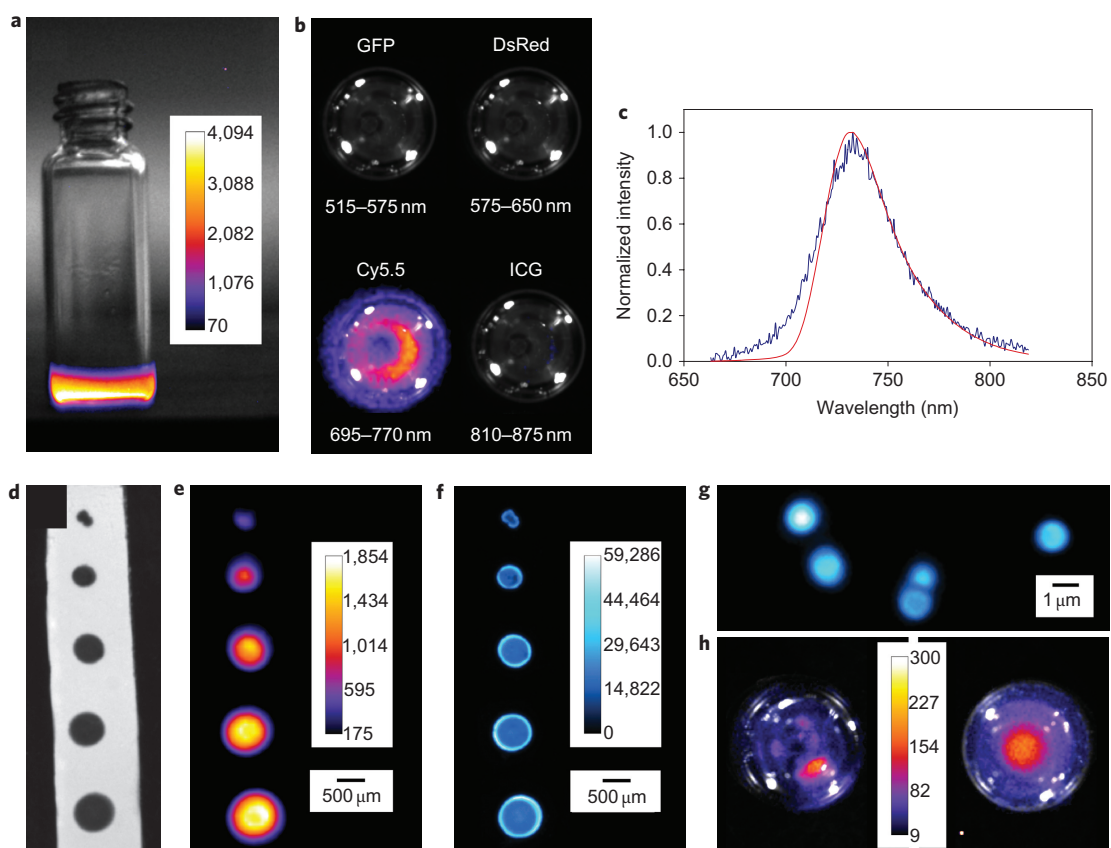 a
4,094
3,088
2,082
1,076
70
b
GFP
DsRed
515–575 nm
575–650 nm
Cy5.5
ICG
695–770 nm
810–875 nm
c
Normalized intensity
1.0
0.8
0.6
0.4
0.2
0.0
650
700
750
800
850
Wavelength (nm)
d
e
1,854
1,434
1,014
595
175
500 μm
f
59,286
44,464
29,643
14,822
0
500 μm
g
1 μm
h
300
227
154
82
9